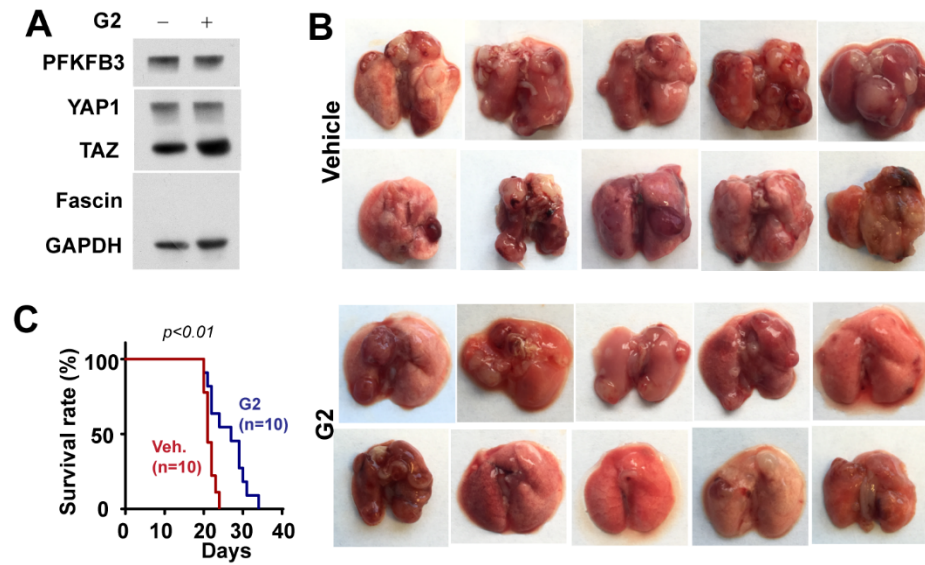 A
G2 − +
PFKFB3
YAP1
TAZ
Fascin
GAPDH
B
Vehicle
G2
C
p<0.01
Survival rate (%)
100
50
0
G2
(n=10)
Veh.
(n=10)
0 10 20 30 40
Days